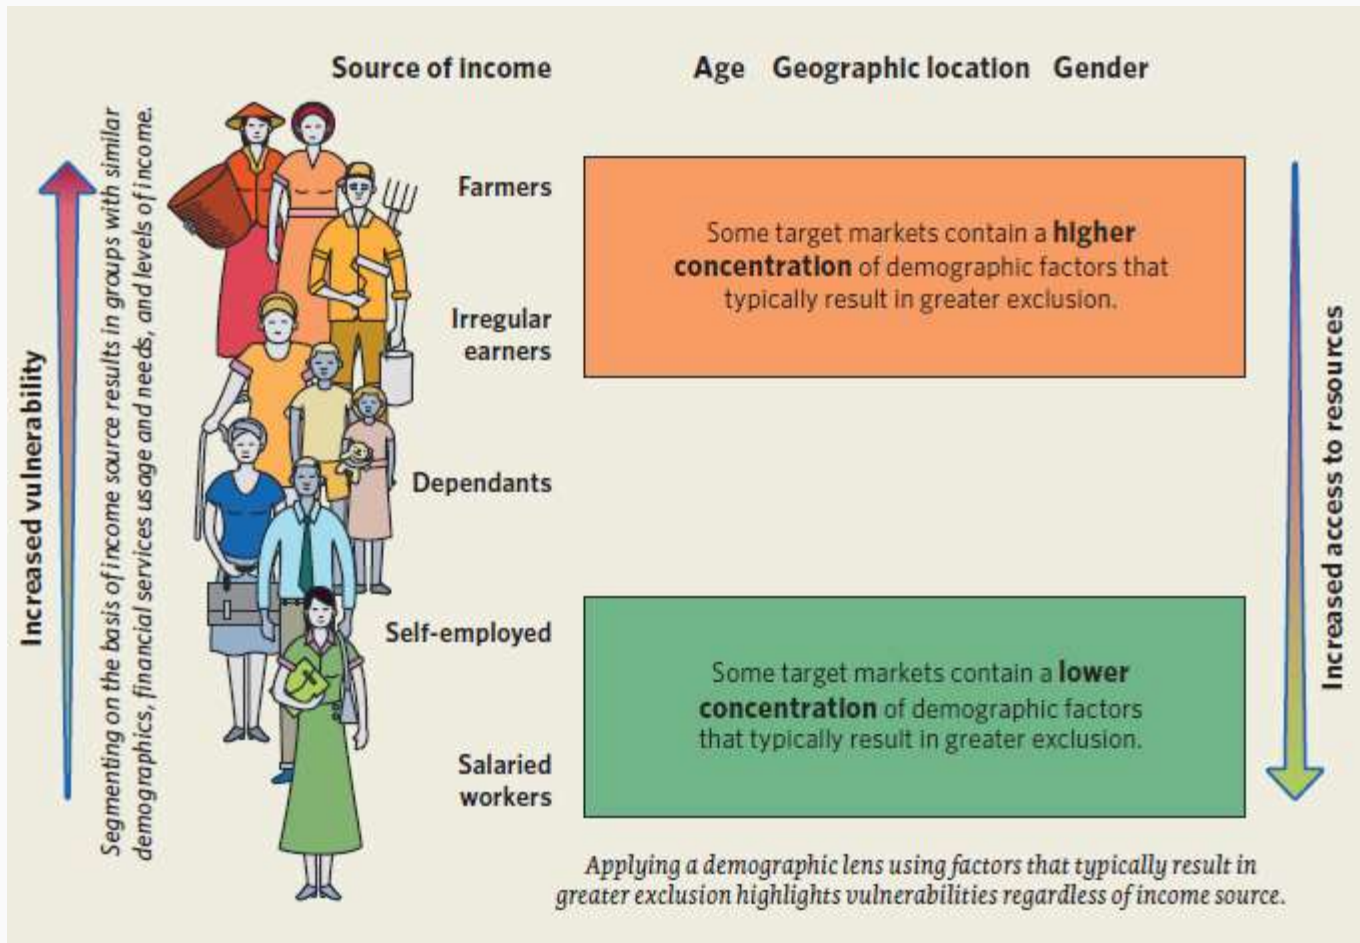 Source of income
Age Geographic location Gender
Increased vulnerability
Segmenting on the basis of income source results in groups with similar
demographics, financial services usage and needs, and levels of income.
Farmers
Irregular
earners
Dependants
Self-employed
Salaried
workers
Some target markets contain a higher
concentration of demographic factors that
typically result in greater exclusion.
Some target markets contain a lower
concentration of demographic factors
that typically result in greater exclusion.
Increased access to resources
Applying a demographic lens using factors that typically result in
greater exclusion highlights vulnerabilities regardless of income source.